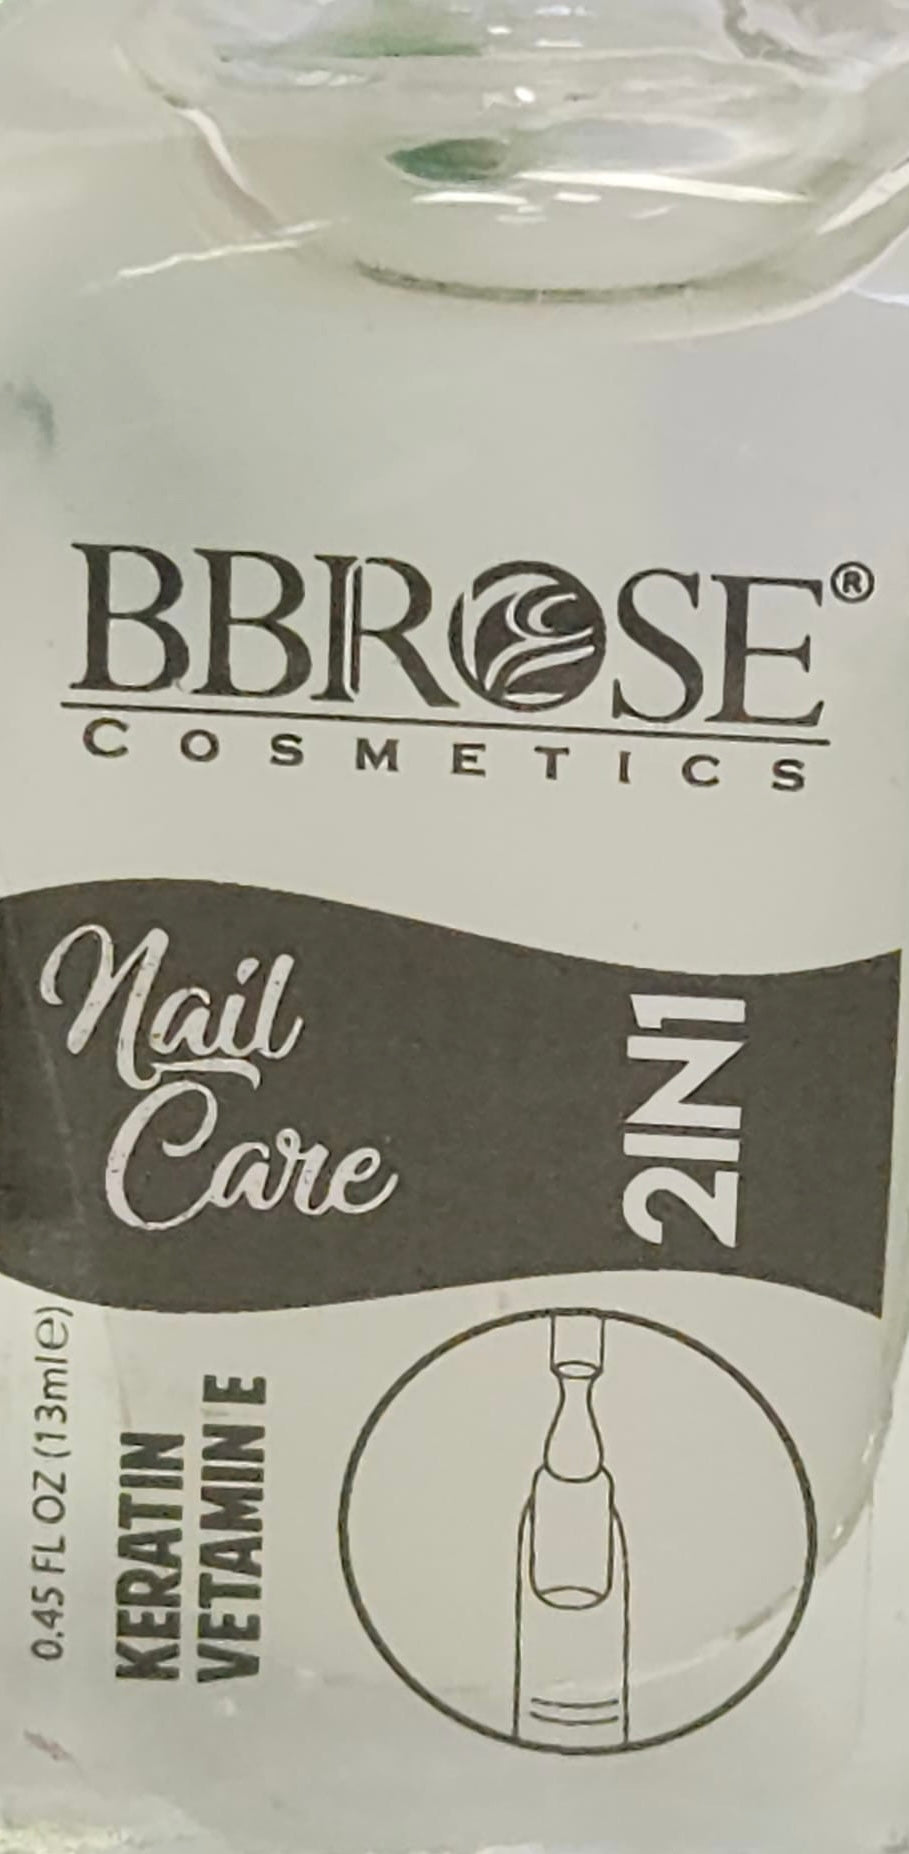 BBROSE®
COSMETICS
Nail
Care
2IN1
0.45 FL OZ (13ml℮)
KERATIN
VETAMIN E